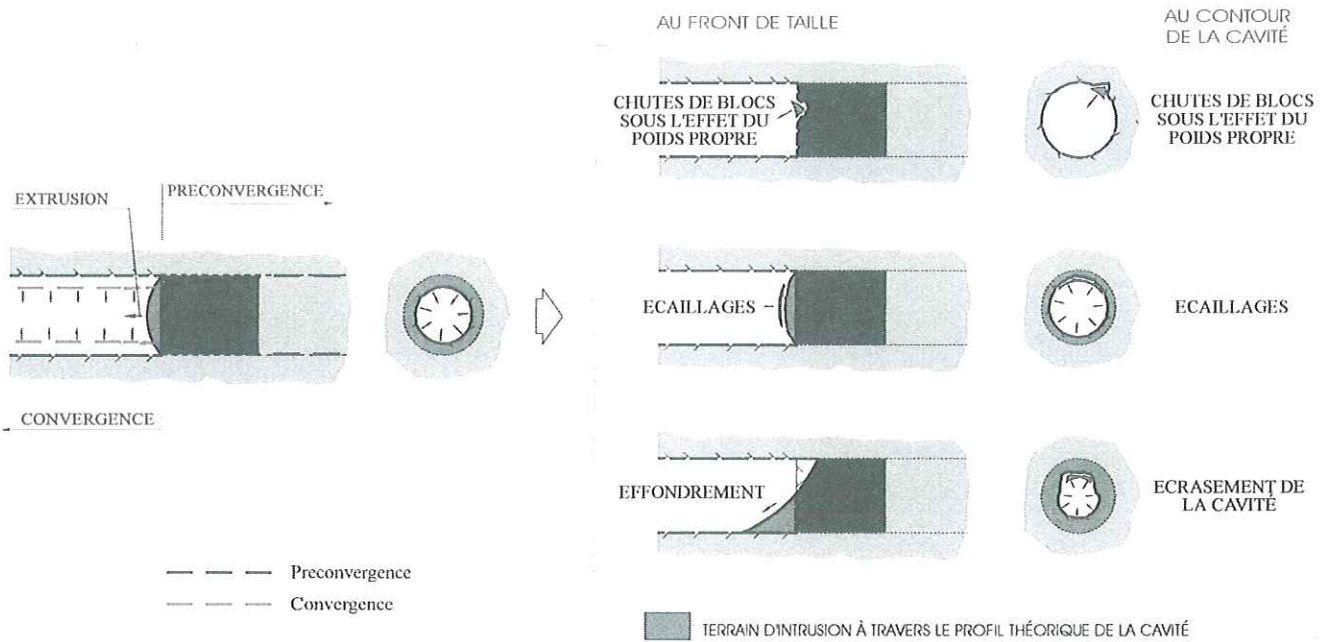 EXTRUSION
PRECONVERGENCE
CONVERGENCE
Preconvergence
Convergence
AU FRONT DE TAILLE
AU CONTOUR
DE LA CAVITÉ
CHUTES DE BLOCS
SOUS L'EFFET DU
POIDS PROPRE
CHUTES DE BLOCS
SOUS L'EFFET DU
POIDS PROPRE
ECAILLAGES
ECAILLAGES
EFFONDREMENT
ECRASEMENT DE
LA CAVITÉ
TERRAIN D'INTRUSION À TRAVERS LE PROFIL THÉORIQUE DE LA CAVITÉ